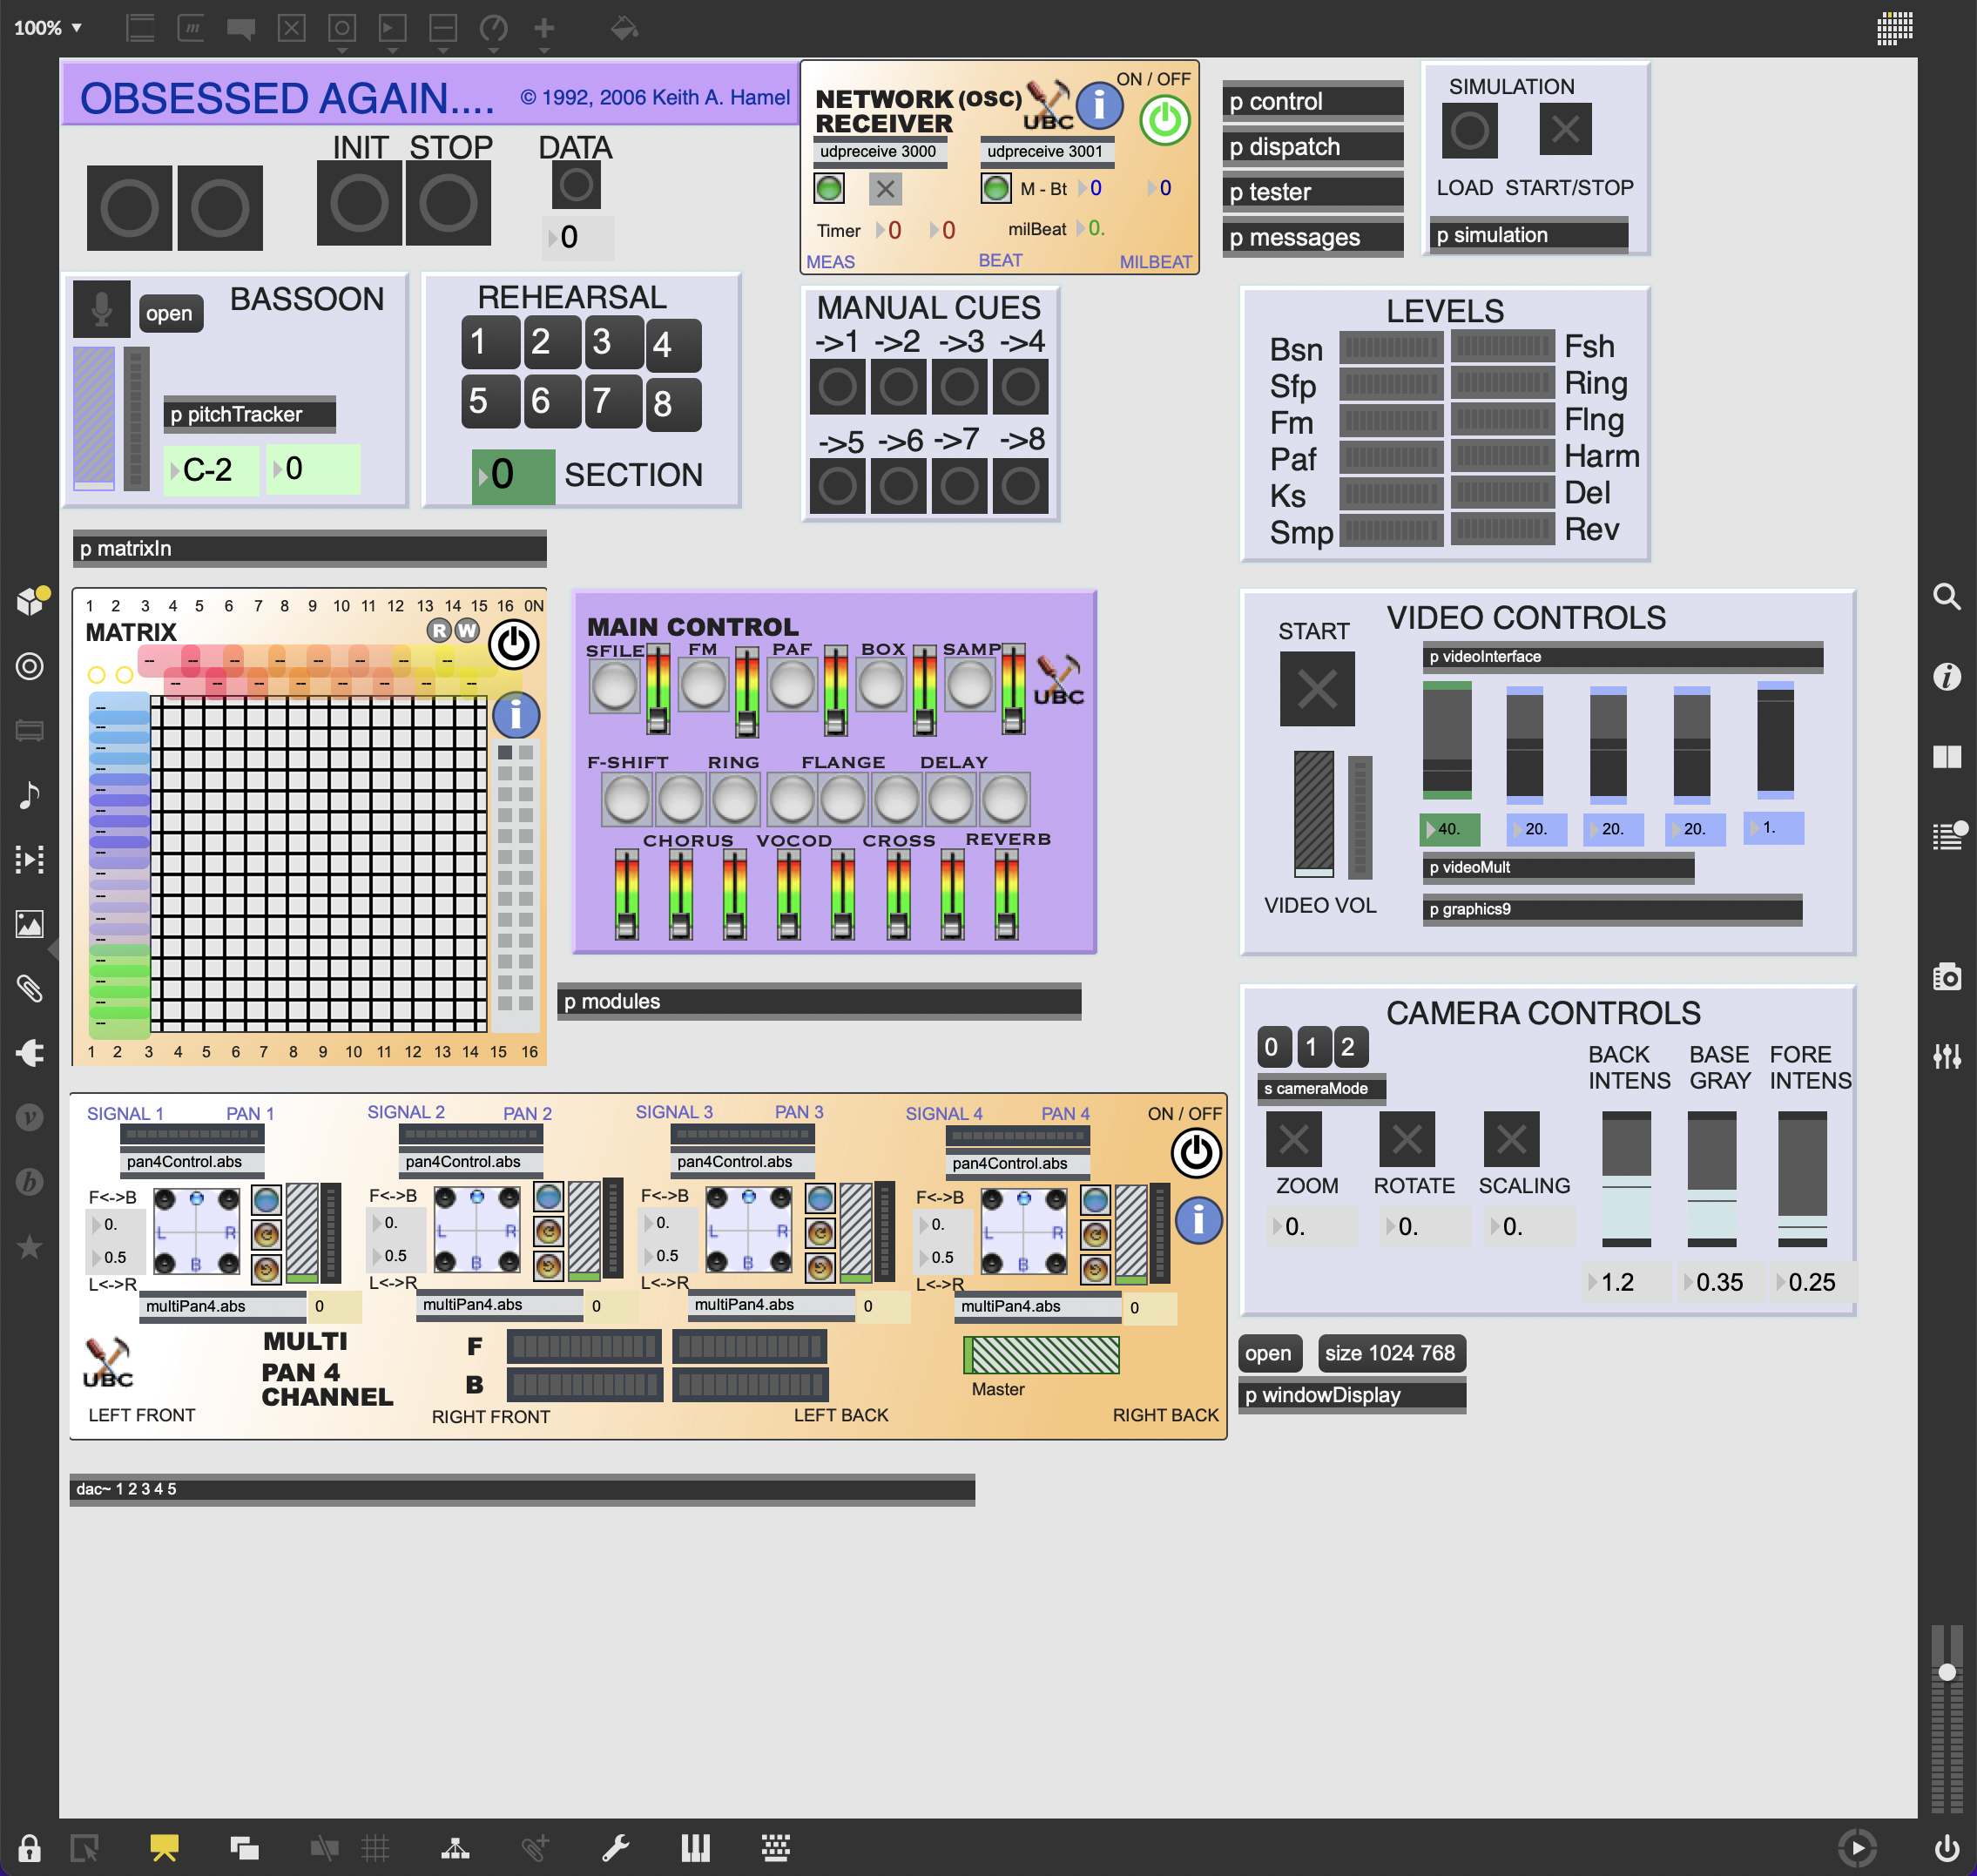 100%
OBSESSED AGAIN.... © 1992, 2006 Keith A. Hamel
INIT STOP DATA
0
NETWORK (OSC) RECEIVER
UBC
ON / OFF
udpreceive 3000 udpreceive 3001
M - Bt 0 0
Timer 0 0 milBeat 0.
MEAS BEAT MILBEAT
p control
p dispatch
p tester
p messages
SIMULATION
LOAD START/STOP
p simulation
BASSOON
open
p pitchTracker
C-2 0
REHEARSAL
1 2 3 4
5 6 7 8
0 SECTION
MANUAL CUES
->1 ->2 ->3 ->4
->5 ->6 ->7 ->8
LEVELS
Bsn Fsh
Sfp Ring
Fm Flng
Paf Harm
Ks Del
Smp Rev
p matrixIn
1 2 3 4 5 6 7 8 9 10 11 12 13 14 15 16 ON
MATRIX R W
1 2 3 4 5 6 7 8 9 10 11 12 13 14 15 16
MAIN CONTROL
SFILE FM PAF BOX SAMP
UBC
F-SHIFT RING FLANGE DELAY
CHORUS VOCOD CROSS REVERB
p modules
VIDEO CONTROLS
START
p videoInterface
40. 20. 20. 20. 1.
p videoMult
VIDEO VOL
p graphics9
CAMERA CONTROLS
0 1 2
s cameraMode
BACK INTENS BASE GRAY FORE INTENS
ZOOM ROTATE SCALING
0. 0. 0.
1.2 0.35 0.25
open size 1024 768
p windowDisplay
SIGNAL 1 PAN 1 SIGNAL 2 PAN 2 SIGNAL 3 PAN 3 SIGNAL 4 PAN 4 ON / OFF
pan4Control.abs pan4Control.abs pan4Control.abs pan4Control.abs
F<->B F<->B F<->B F<->B
0. 0. 0. 0.
L R L R L R L R
0.5 0.5 0.5 0.5
B B B B
L<->R L<->R L<->R L<->R
multiPan4.abs 0 multiPan4.abs 0 multiPan4.abs 0 multiPan4.abs 0
UBC
MULTI
PAN 4
CHANNEL
F
B
Master
LEFT FRONT RIGHT FRONT LEFT BACK RIGHT BACK
dac~ 1 2 3 4 5